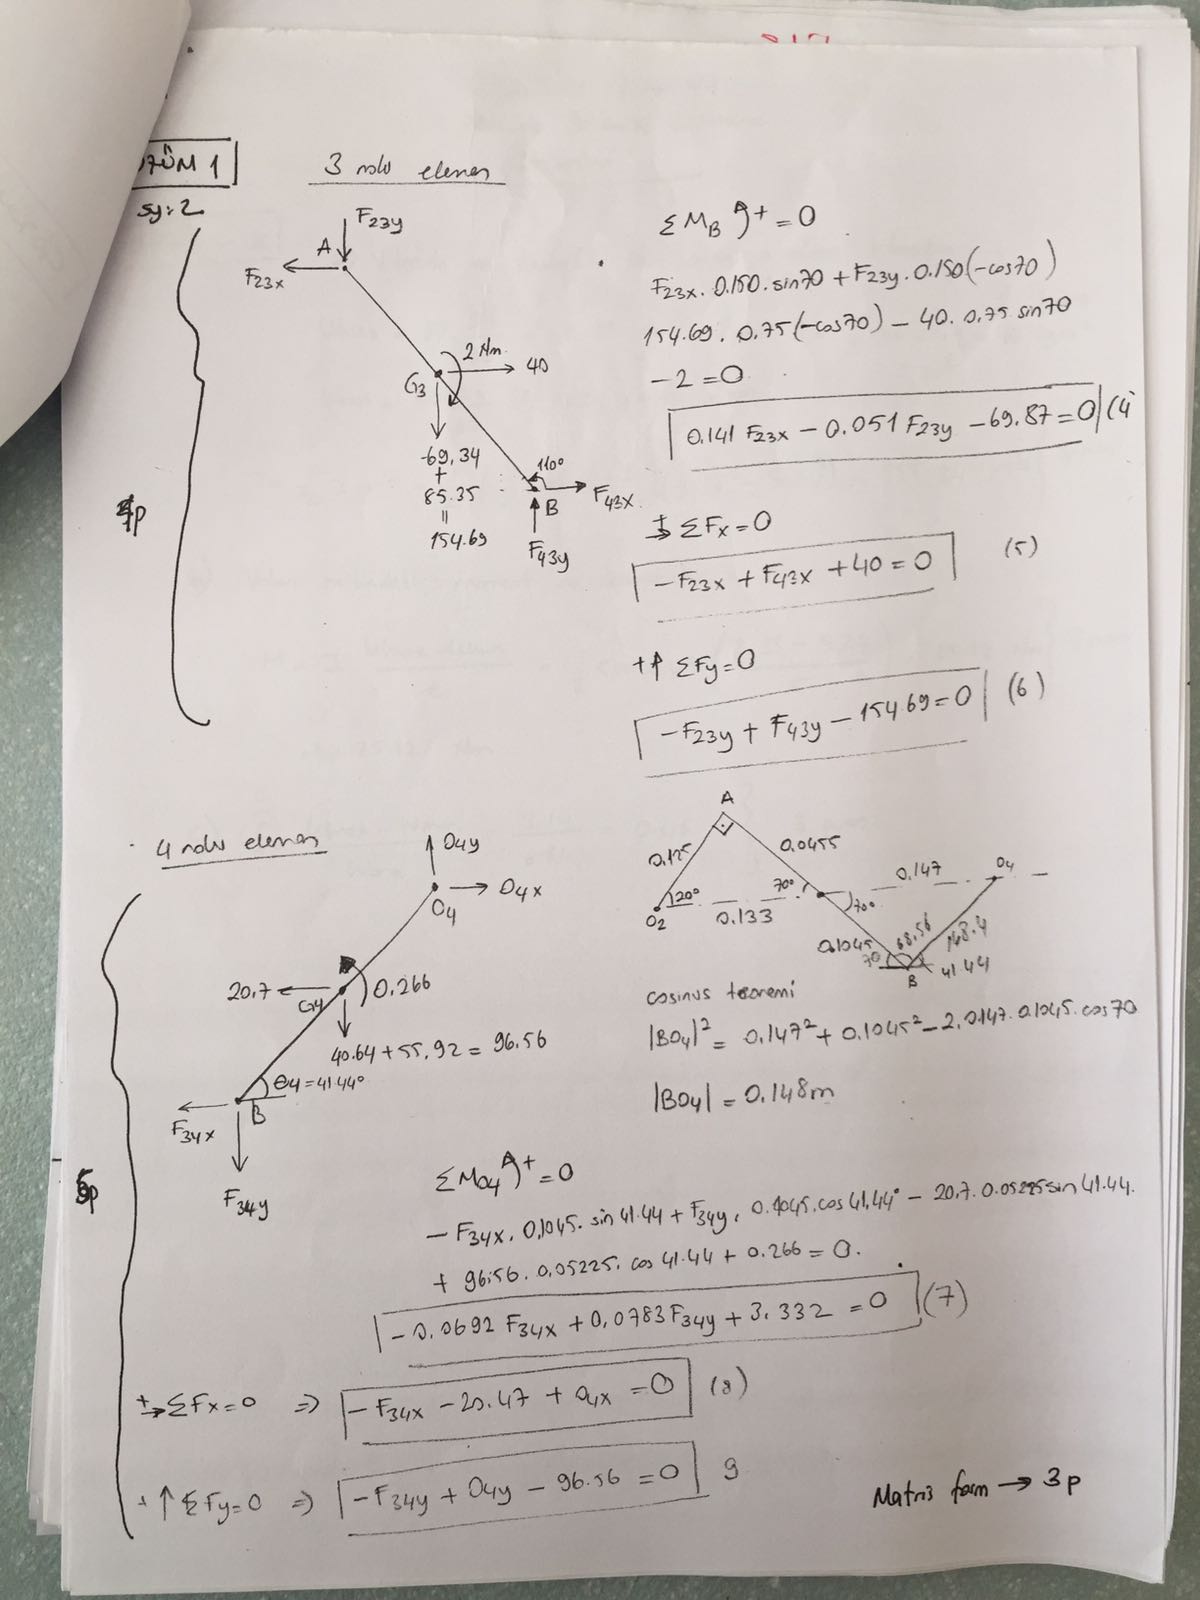 ÖZÜM 1
sy: 2
3 nolu eleman
F23y
A
F23x
2 Nm
40
G3
-69,34
+
85.35
=
154.69
110°
B
F43x
F43y
ΣMB + = 0
F23x. 0.150. sin70 + F23y. 0.150(-cos70)
154.69. 0.75(-cos70) - 40. 0.75 sin70
- 2 = 0
0.141 F23x - 0.051 F23y - 69.87 = 0 (4
+ ΣFx = 0
- F23x + F43x + 40 = 0 (5)
+↑ ΣFy = 0
- F23y + F43y - 154.69 = 0 (6)
4 nolu eleman
O4y
O4x
O4
20,7
G4
0,266
40.64 + 55,92 = 96.56
θ4 = 41.44°
B
F34x
F34y
5p
A
0.125
0.0455
120°
70°
0.147
O4
O2
0.133
70°
0.1045
68.56
148.4
70
41.44
B
cosinus teoremi
|BO4|² = 0.147² + 0.1045² - 2.0.147.0.1045.cos70
|BO4| = 0.148m
ΣMO4 + = 0
- F34x. 0,1045. sin 41.44 + F34y. 0.1045.cos 41.44° - 20.7.0.05225 sin 41.44.
+ 96.56. 0,05225. cos 41.44 + 0.266 = 0.
- 0.0692 F34x + 0,0783 F34y + 3.332 = 0 (7)
+→ ΣFx = 0 ⇒ - F34x - 20.47 + O4x = 0 (8)
+↑ ΣFy = 0 ⇒ - F34y + O4y - 96.56 = 0 9
Matris form → 3p